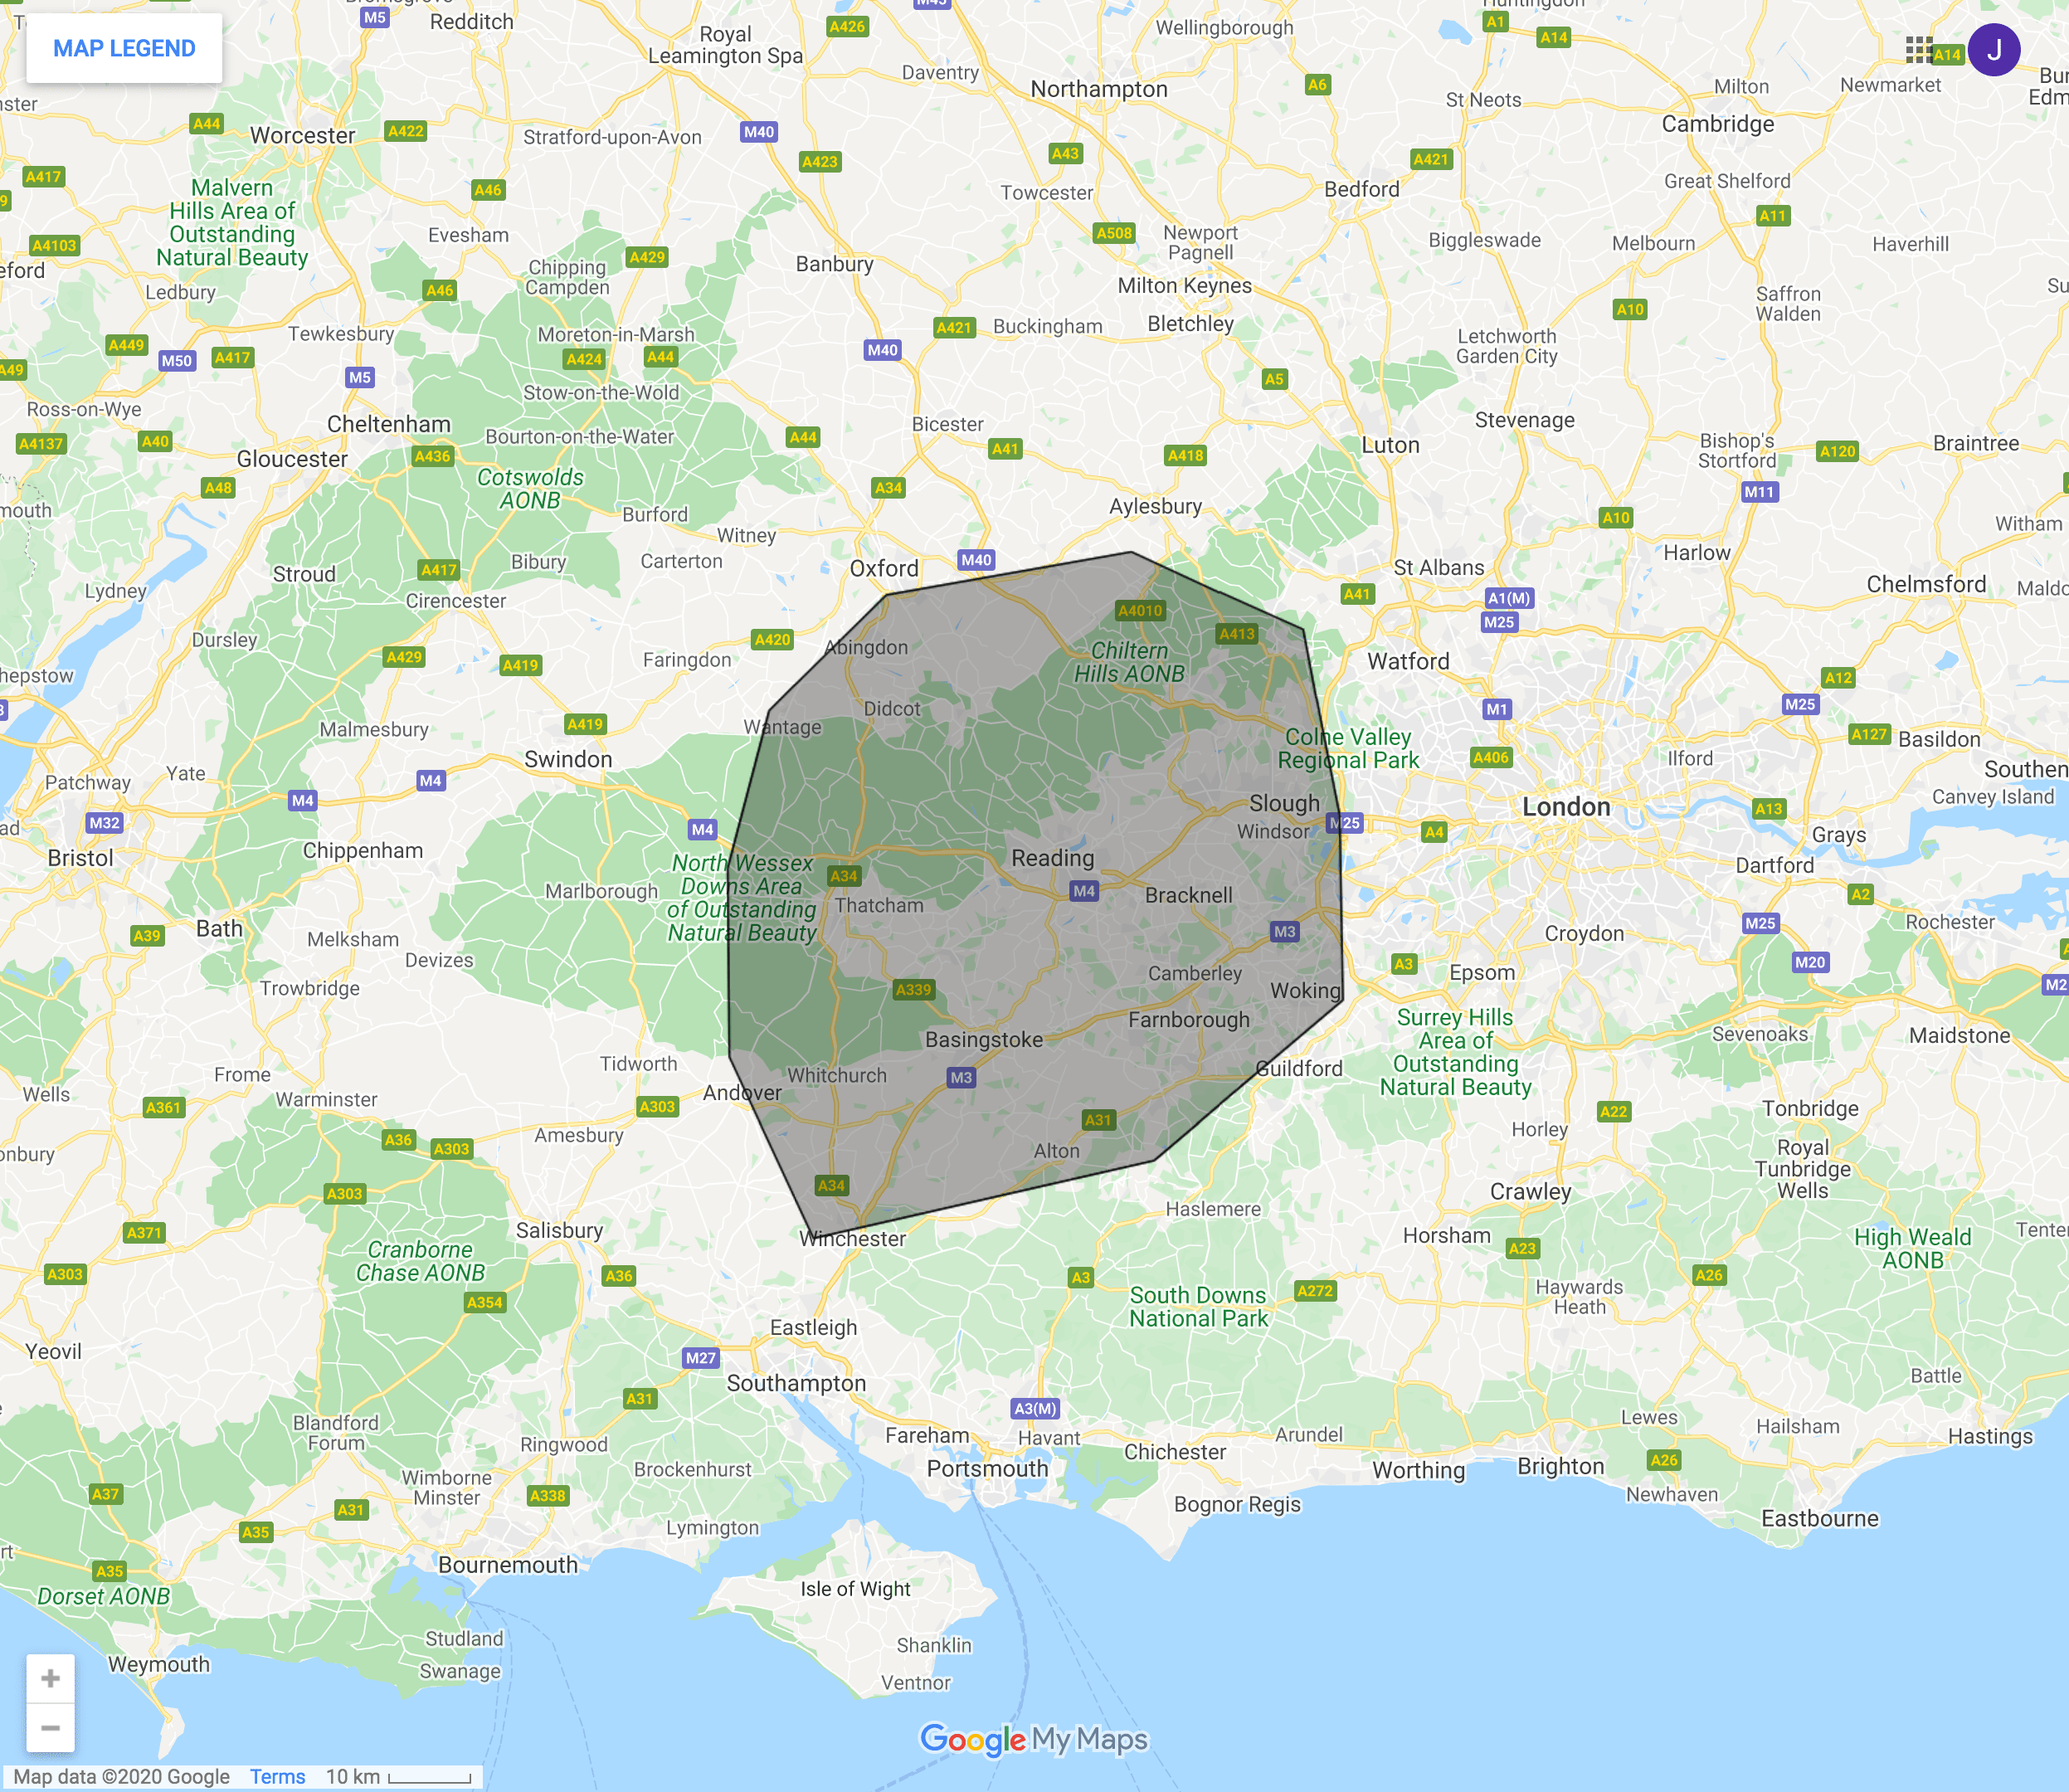 MAP LEGEND
M5
Redditch
Royal
Leamington Spa
A426
M45
Daventry
Wellingborough
Huntingdon
A1
A14
J
A14
A44
Worcester
A422
Stratford-upon-Avon
M40
A423
Northampton
A6
St Neots
Milton
Newmarket
Cambridge
A417
Malvern
Hills Area of
Outstanding
Natural Beauty
A46
A43
Towcester
A421
Bedford
Great Shelford
A11
A4103
Evesham
A429
Banbury
A508
Newport
Pagnell
Biggleswade
Melbourn
Haverhill
Ledbury
A46
Chipping
Campden
Milton Keynes
Saffron
Walden
A10
Tewkesbury
Moreton-in-Marsh
A421
Buckingham
Bletchley
Letchworth
Garden City
A449
M50
A417
A424
A44
M40
A49
M5
Stow-on-the-Wold
A5
Ross-on-Wye
Cheltenham
Bicester
Stevenage
A4137
A40
Gloucester
A436
Bourton-on-the-Water
A44
A41
A418
Luton
Bishop's
Stortford
A120
Braintree
A48
Cotswolds
AONB
A34
M11
Burford
Aylesbury
A10
Witham
Witney
Stroud
A417
Bibury
Carterton
Oxford
M40
St Albans
Harlow
Chelmsford
Lydney
Cirencester
A4010
A41
A1(M)
M25
Dursley
A429
A419
Faringdon
A420
Abingdon
A413
Chiltern
Hills AONB
Watford
A12
Malmesbury
A419
Wantage
Didcot
M1
M25
Colne Valley
Regional Park
A127
Basildon
Patchway
Yate
M4
M4
Swindon
A406
Ilford
Canvey Island
M32
M4
Slough
Windsor
M25
A4
London
A13
Grays
Bristol
Chippenham
Marlborough
North Wessex
Downs Area
of Outstanding
Natural Beauty
A34
Thatcham
Reading
M4
Bracknell
Dartford
A2
A39
Bath
Melksham
Devizes
M3
Croydon
M25
Rochester
Trowbridge
A339
Camberley
Woking
A3
Epsom
M20
Basingstoke
Farnborough
Surrey Hills
Area of
Outstanding
Natural Beauty
Sevenoaks
Maidstone
Wells
Frome
Tidworth
Andover
Whitchurch
M3
Guildford
A361
Warminster
A303
A31
A22
Tonbridge
A36
A303
Amesbury
Alton
Horley
Royal
Tunbridge
Wells
A303
A34
Crawley
A371
Salisbury
Winchester
Haslemere
Horsham
A23
High Weald
AONB
A303
Cranborne
Chase AONB
A36
A3
South Downs
National Park
A272
Haywards
Heath
A26
A354
Yeovil
Eastleigh
M27
Southampton
Battle
A31
Blandford
Forum
Ringwood
A3(M)
Fareham
Havant
Chichester
Arundel
Lewes
Hailsham
Hastings
Wimborne
Minster
Brockenhurst
Portsmouth
Worthing
Brighton
A26
A37
A31
A338
Bognor Regis
Newhaven
A35
Lymington
Eastbourne
Bournemouth
A35
Dorset AONB
Isle of Wight
Studland
Swanage
Shanklin
Weymouth
Ventnor
Google My Maps
Map data ©2020 Google Terms 10 km